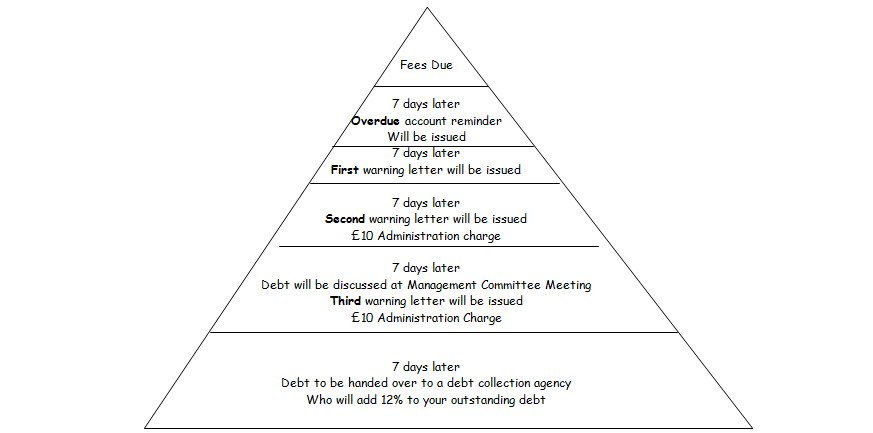 Fees Due
7 days later
Overdue account reminder
Will be issued
7 days later
First warning letter will be issued
7 days later
Second warning letter will be issued
£10 Administration charge
7 days later
Debt will be discussed at Management Committee Meeting
Third warning letter will be issued
£10 Administration Charge
7 days later
Debt to be handed over to a debt collection agency
Who will add 12% to your outstanding debt